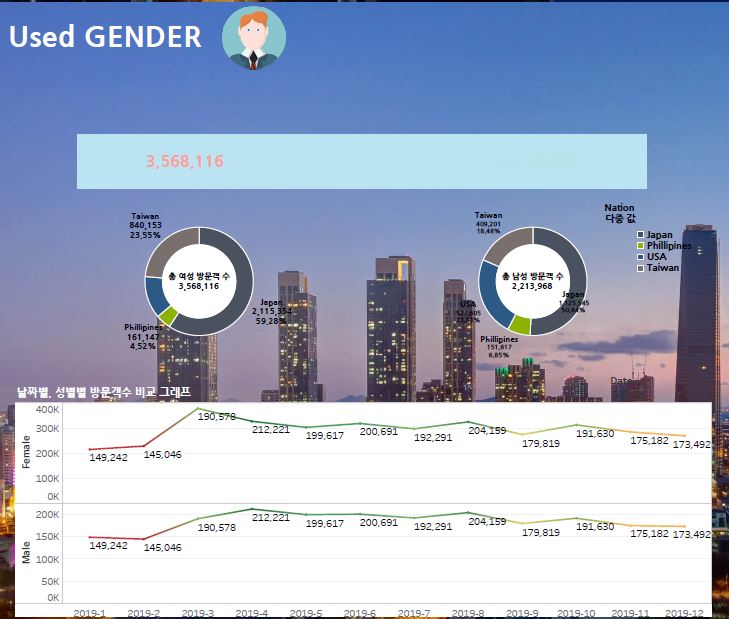 Used GENDER
3,568,116
Taiwan
840,153
23,55%
총 여성 방문객 수
3,568,116
Japan
2,115,354
59,28%
Phillipines
161,147
4,52%
Taiwan
409,201
18,48%
총 남성 방문객 수
2,213,968
USA
527,605
Japan
50,84%
Phillipines
151,617
6,85%
Nation
다중 값
Japan
Phillipines
USA
Taiwan
Date
날짜별, 성별별 방문객수 비교 그래프
Female
400K
300K
200K
100K
0K
149,242 145,046 190,578 212,221 199,617 200,691 192,291 204,159 179,819 191,630 175,182 173,492
Male
200K
150K
100K
50K
0K
149,242 145,046 190,578 212,221 199,617 200,691 192,291 204,159 179,819 191,630 175,182 173,492
2019-1 2019-2 2019-3 2019-4 2019-5 2019-6 2019-7 2019-8 2019-9 2019-10 2019-11 2019-12